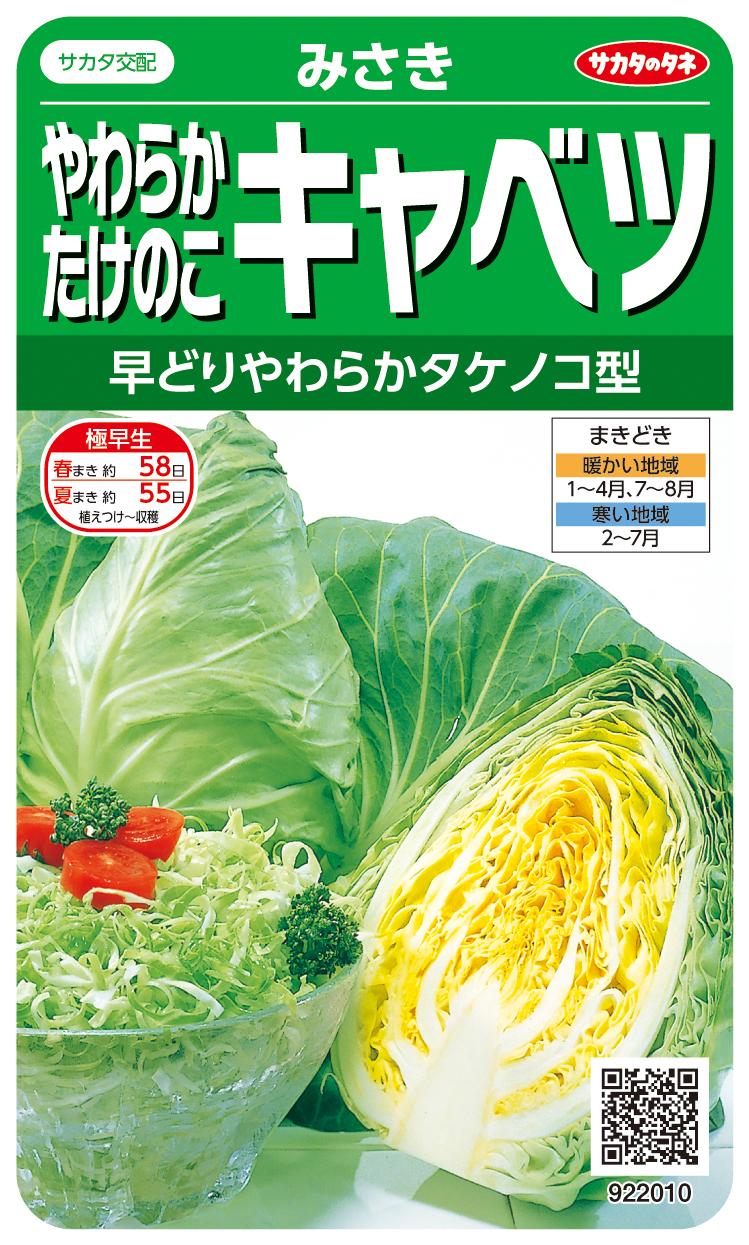 サカタ交配
みさき
サカタのタネ
やわらか
たけのこ
キャベツ
早どりやわらかタケノコ型
極早生
春まき 約 58日
夏まき 約 55日
植えつけ～収穫
まきどき
暖かい地域
1～4月、7～8月
寒い地域
2～7月
922010